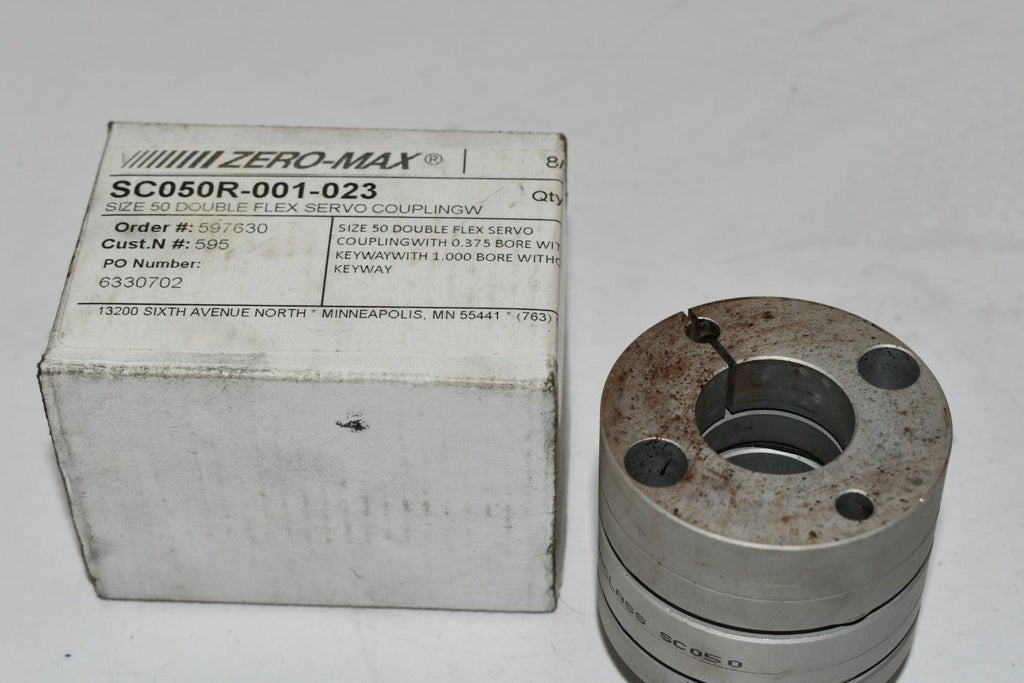 ZERO-MAX® 8/
SC050R-001-023 Qty
SIZE 50 DOUBLE FLEX SERVO COUPLINGW
Order #: 597630
Cust.N #: 595
PO Number:
6330702
SIZE 50 DOUBLE FLEX SERVO
COUPLINGWITH 0.375 BORE WIT
KEYWAYWITH 1.000 BORE WITHO
KEYWAY
13200 SIXTH AVENUE NORTH * MINNEAPOLIS, MN 55441 * (763)
SC050